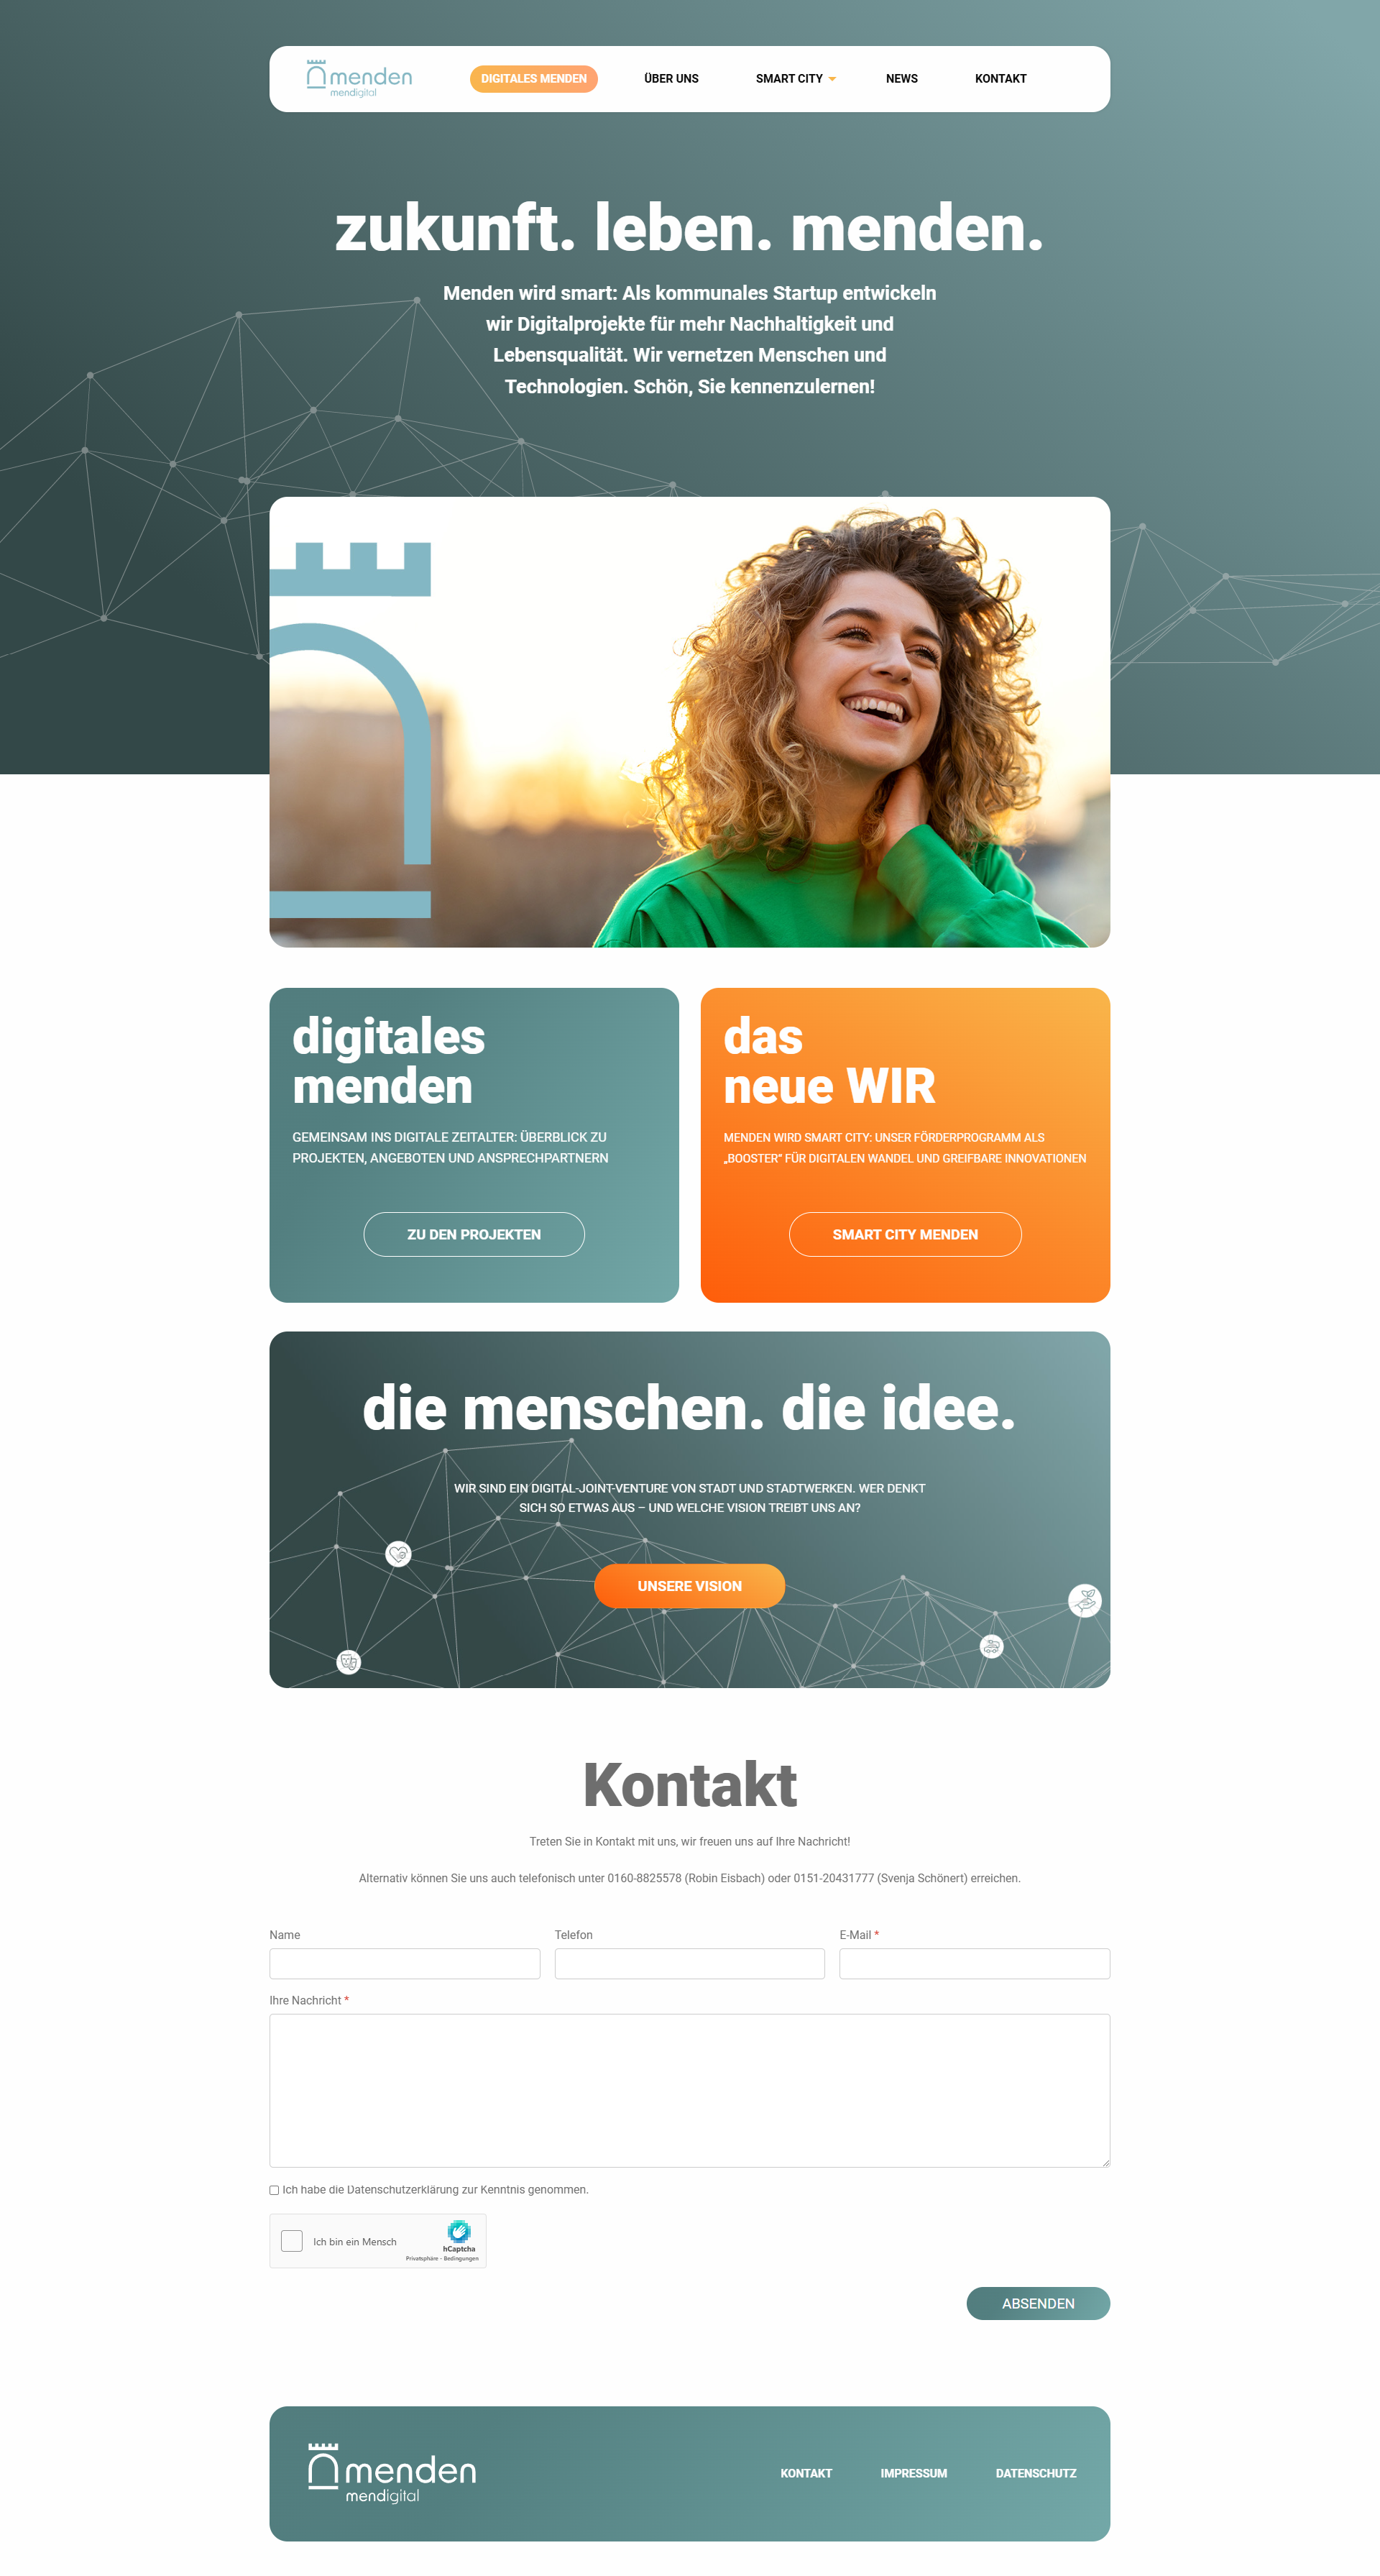 menden
mendigital
DIGITALES MENDEN
ÜBER UNS
SMART CITY
NEWS
KONTAKT
zukunft. leben. menden.
Menden wird smart: Als kommunales Startup entwickeln
wir Digitalprojekte für mehr Nachhaltigkeit und
Lebensqualität. Wir vernetzen Menschen und
Technologien. Schön, Sie kennenzulernen!
digitales
menden
GEMEINSAM INS DIGITALE ZEITALTER: ÜBERBLICK ZU
PROJEKTEN, ANGEBOTEN UND ANSPRECHPARTNERN
ZU DEN PROJEKTEN
das
neue WIR
MENDEN WIRD SMART CITY: UNSER FÖRDERPROGRAMM ALS
„BOOSTER“ FÜR DIGITALEN WANDEL UND GREIFBARE INNOVATIONEN
SMART CITY MENDEN
die menschen. die idee.
WIR SIND EIN DIGITAL-JOINT-VENTURE VON STADT UND STADTWERKEN. WER DENKT
SICH SO ETWAS AUS – UND WELCHE VISION TREIBT UNS AN?
UNSERE VISION
Kontakt
Treten Sie in Kontakt mit uns, wir freuen uns auf Ihre Nachricht!
Alternativ können Sie uns auch telefonisch unter 0160-8825578 (Robin Eisbach) oder 0151-20431777 (Svenja Schönert) erreichen.
Name
Telefon
E-Mail *
Ihre Nachricht *
Ich habe die Datenschutzerklärung zur Kenntnis genommen.
Ich bin ein Mensch
hCaptcha
Privatsphäre - Bedingungen
ABSENDEN
menden
mendigital
KONTAKT
IMPRESSUM
DATENSCHUTZ